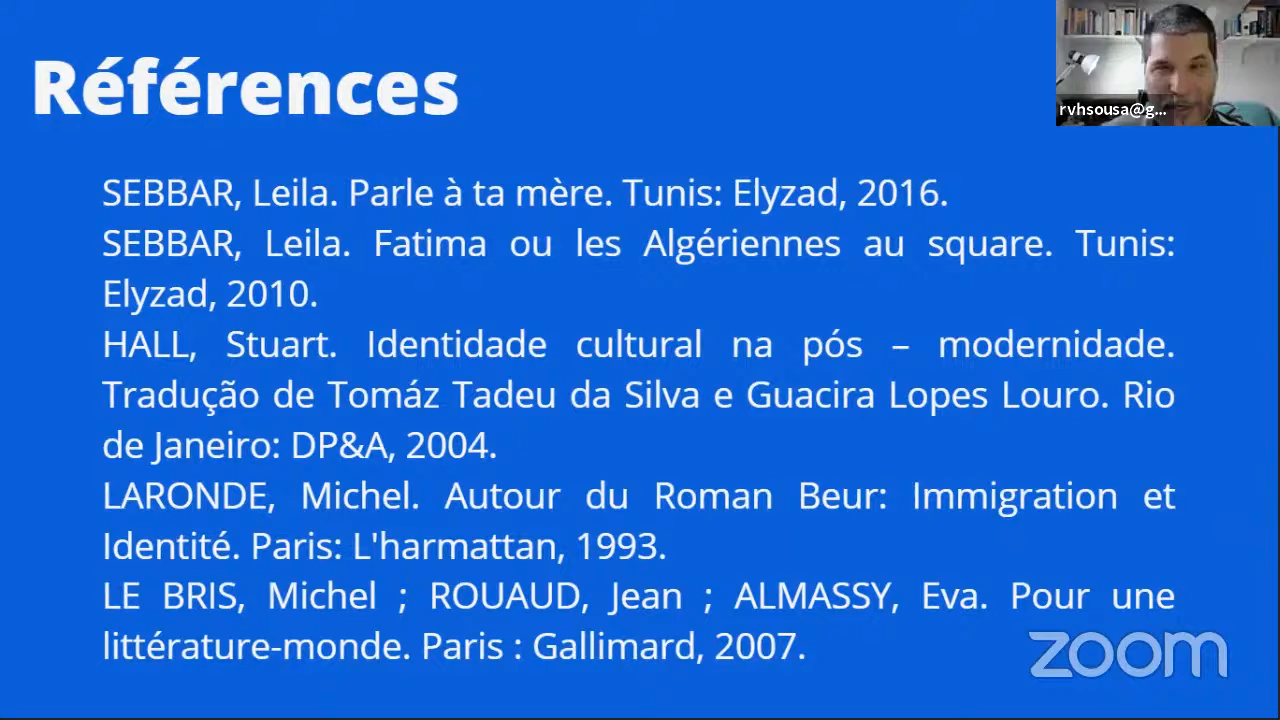 Références
rvhsousa@g...
SEBBAR, Leila. Parle à ta mère. Tunis: Elyzad, 2016.
SEBBAR, Leila. Fatima ou les Algériennes au square. Tunis:
Elyzad, 2010.
HALL, Stuart. Identidade cultural na pós – modernidade.
Tradução de Tomáz Tadeu da Silva e Guacira Lopes Louro. Rio
de Janeiro: DP&A, 2004.
LARONDE, Michel. Autour du Roman Beur: Immigration et
Identité. Paris: L'harmattan, 1993.
LE BRIS, Michel ; ROUAUD, Jean ; ALMASSY, Eva. Pour une
littérature-monde. Paris : Gallimard, 2007.
zoom